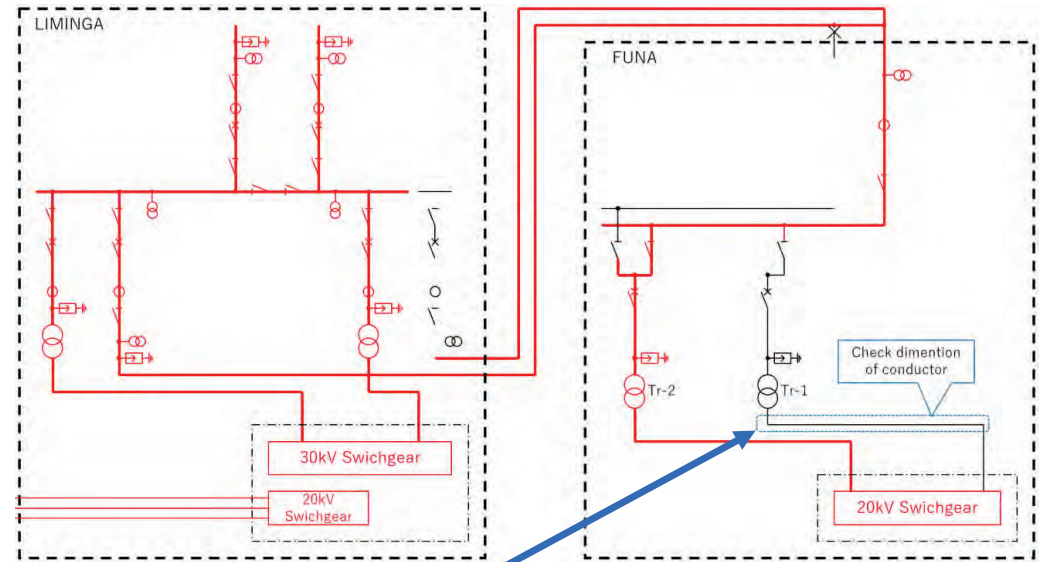 LIMINGA
FUNA
Check dimention
of conductor
Tr-2
Tr-1
30kV Swichgear
20kV
Swichgear
20kV Swichgear